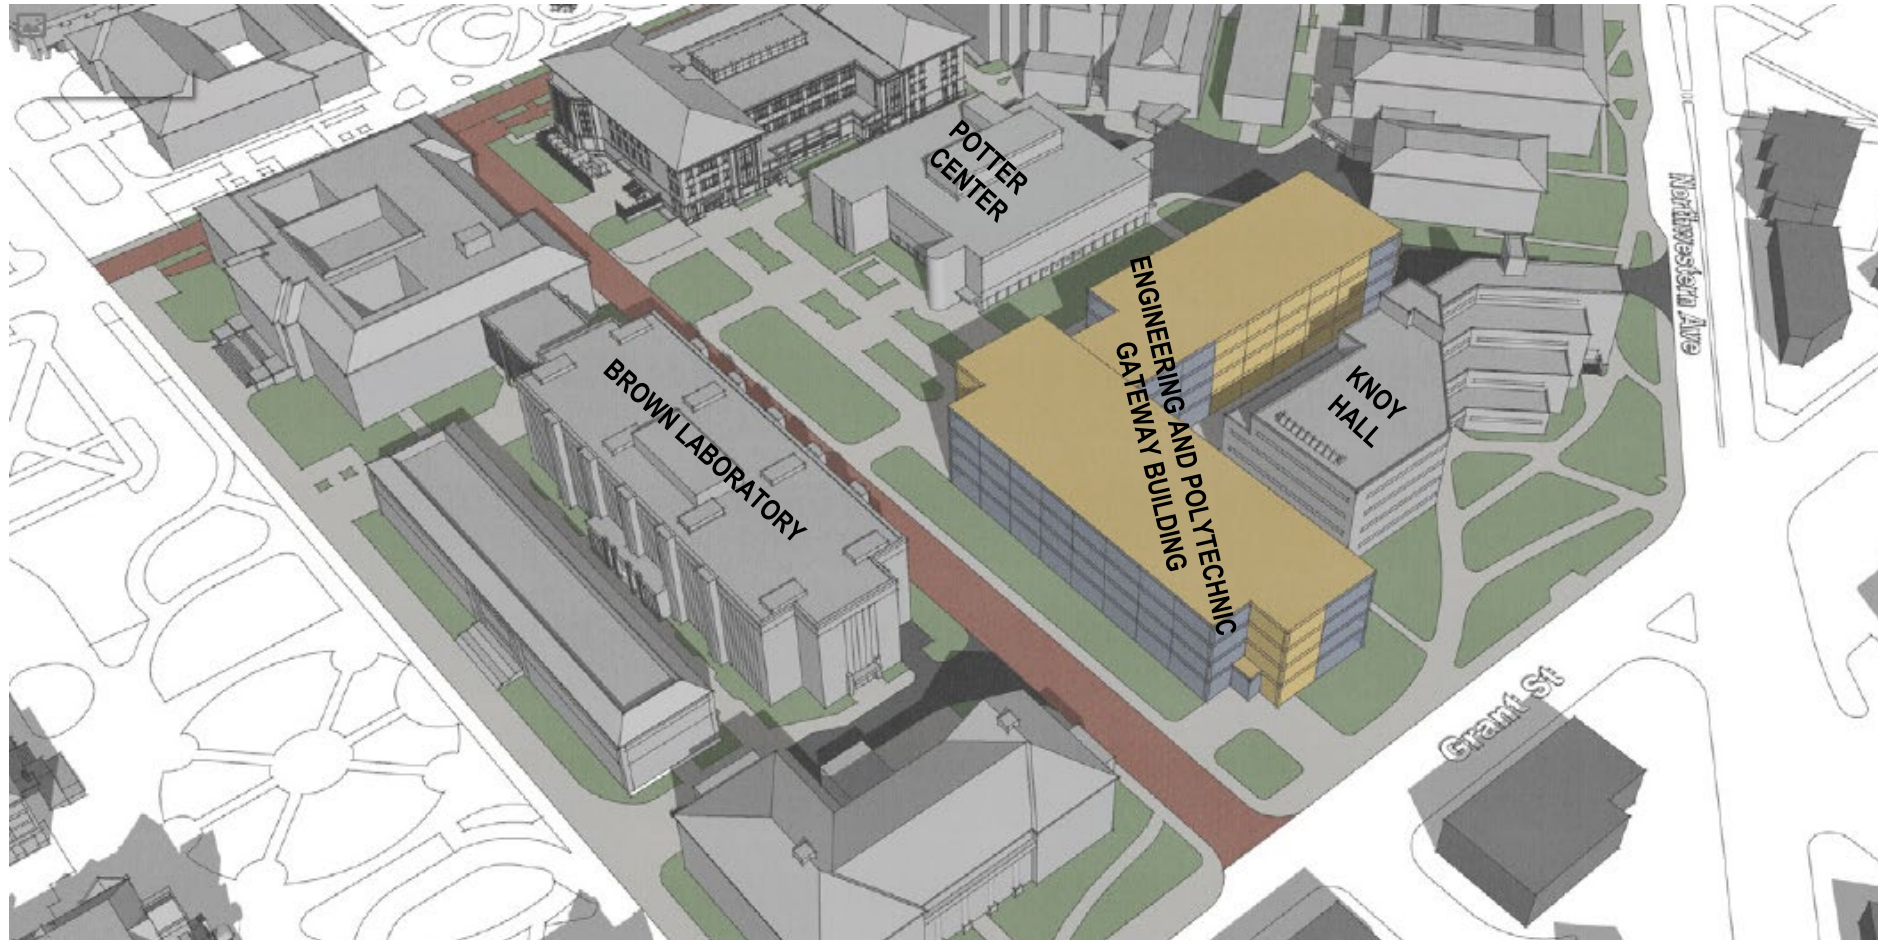 POTTER
CENTER
ENGINEERING AND POLYTECHNIC
GATEWAY BUILDING
KNOY
HALL
BROWN LABORATORY
Northwestern Ave
Grant St